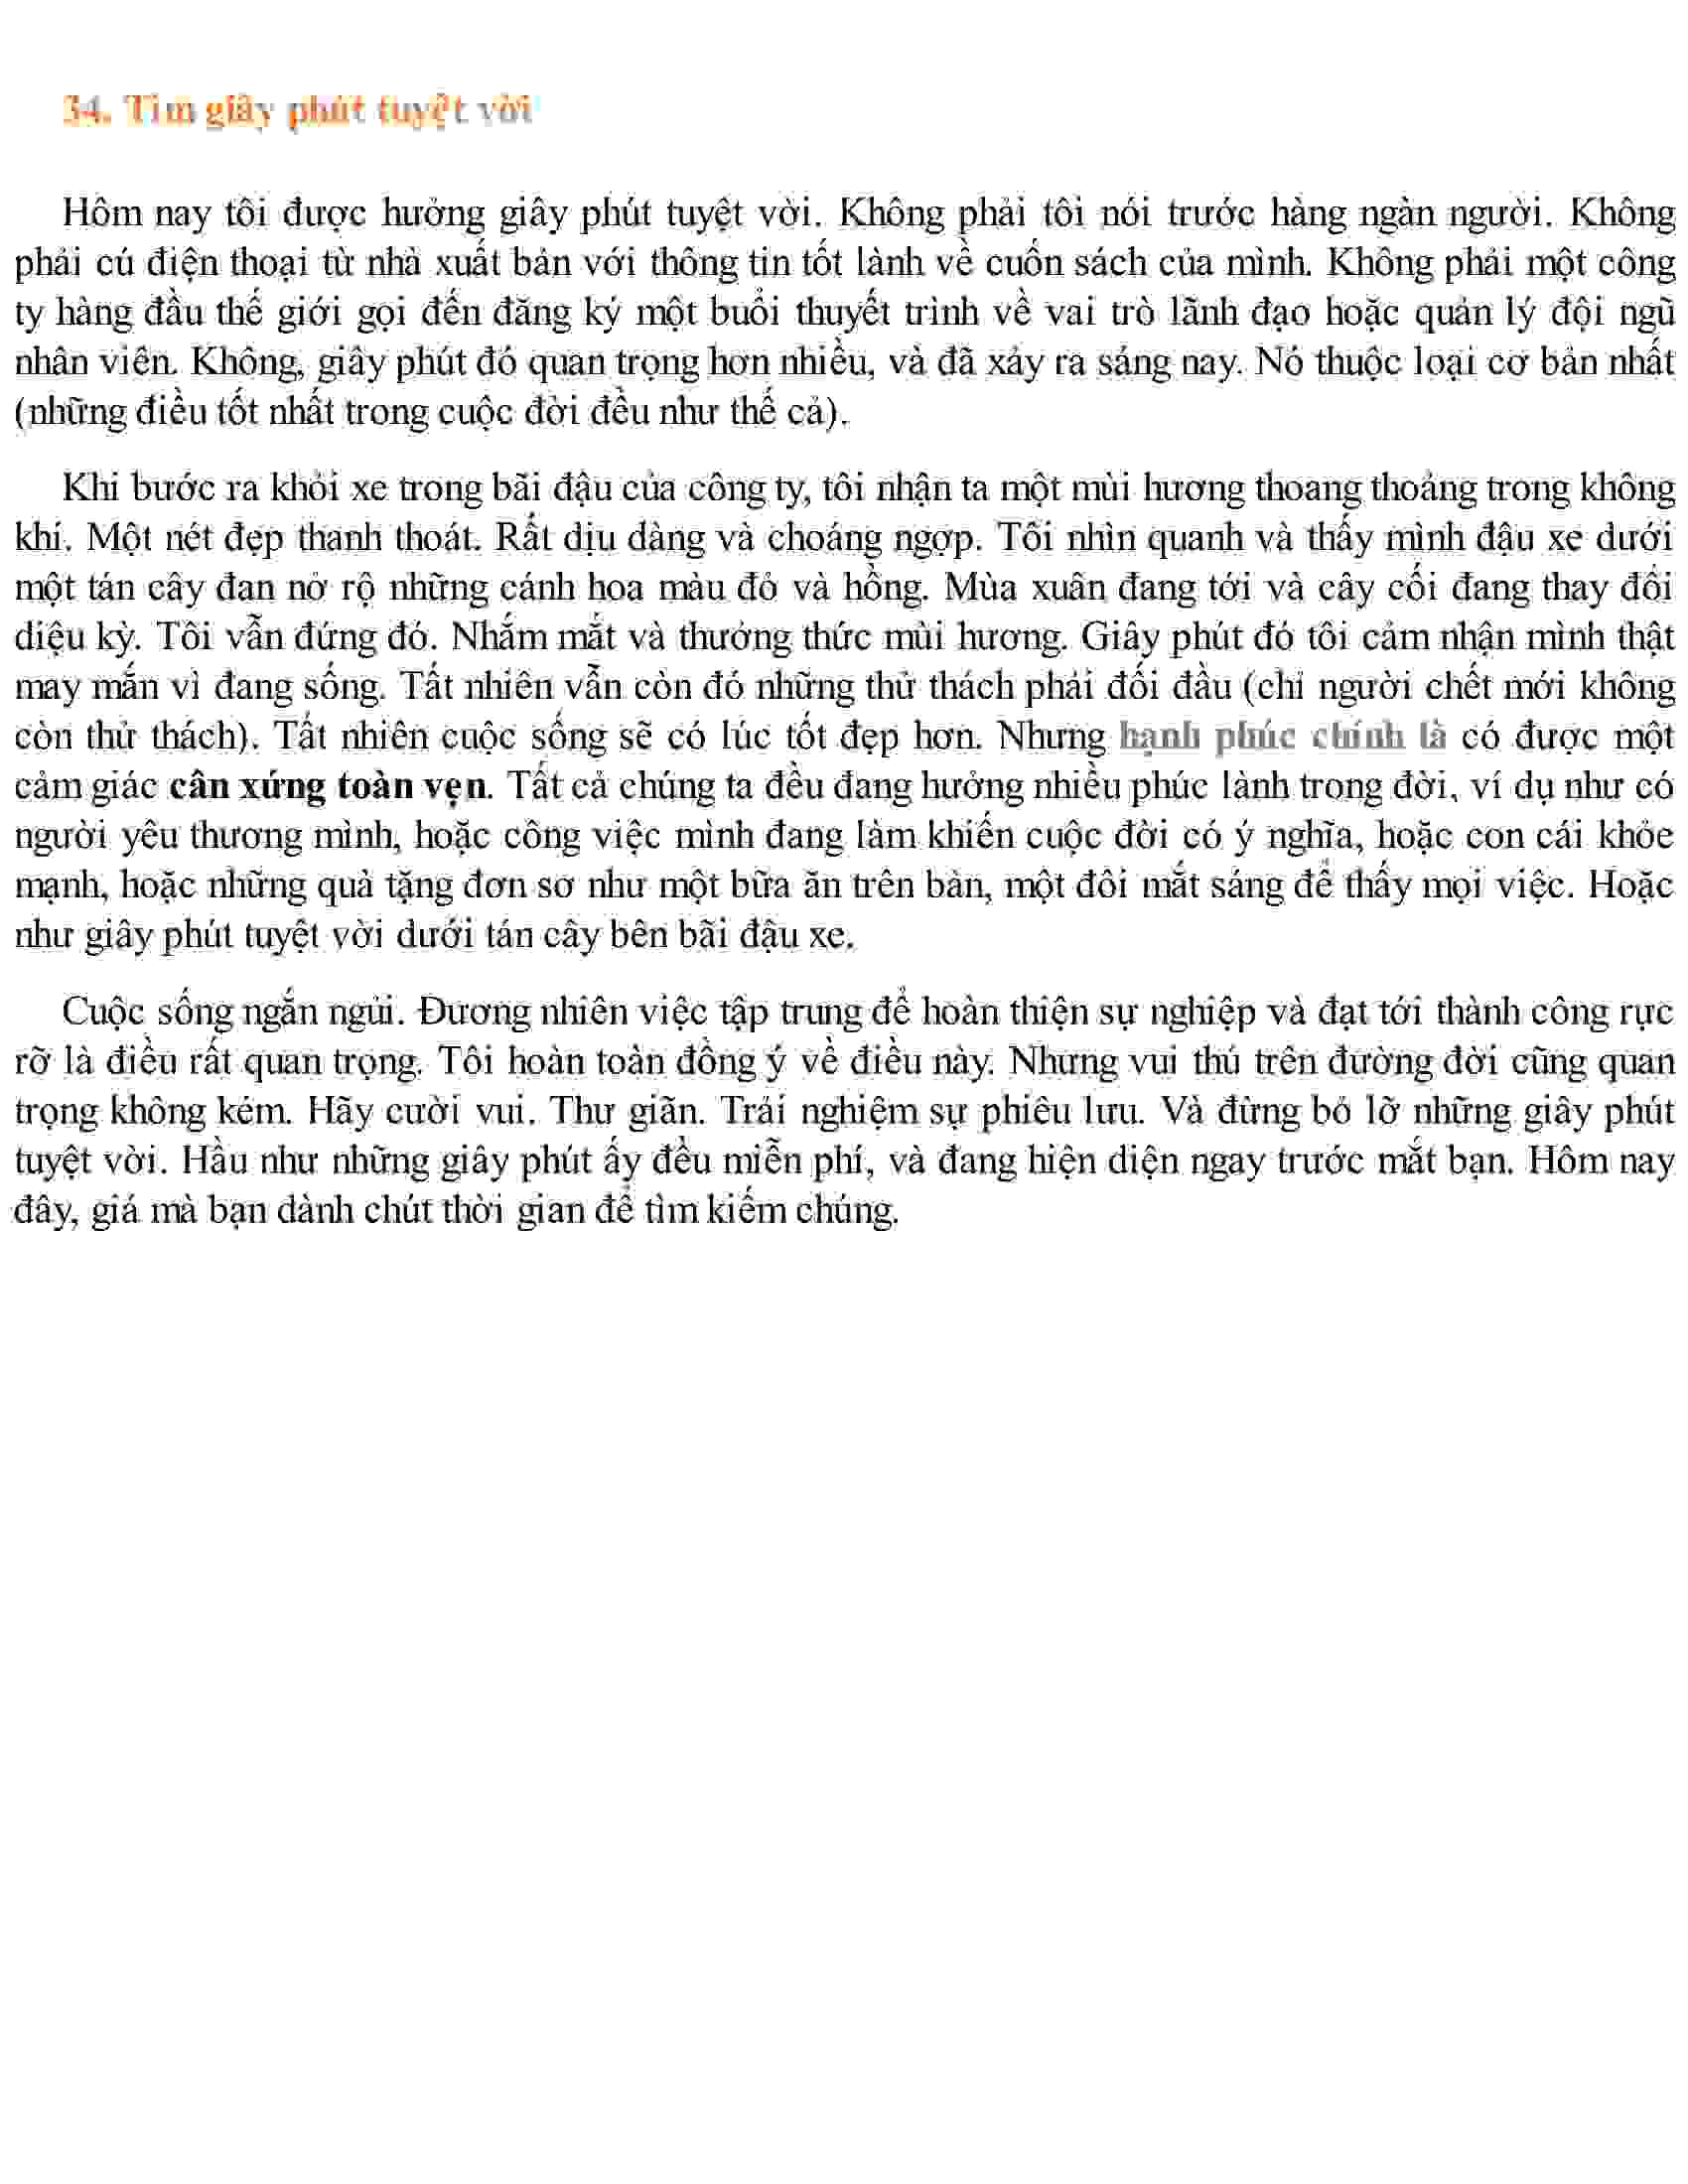 34. Tìm giây phút tuyệt vời
Hôm nay tôi được hưởng giây phút tuyệt vời. Không phải tôi nói trước hàng ngàn người. Không
phải cú điện thoại từ nhà xuất bản với thông tin tốt lành về cuốn sách của mình. Không phải một công
ty hàng đầu thế giới gọi đến đăng ký một buổi thuyết trình về vai trò lãnh đạo hoặc quản lý đội ngũ
nhân viên. Không, giây phút đó quan trọng hơn nhiều, và đã xảy ra sáng nay. Nó thuộc loại cơ bản nhất
(những điều tốt nhất trong cuộc đời đều như thế cả).
Khi bước ra khỏi xe trong bãi đậu của công ty, tôi nhận ta một mùi hương thoang thoảng trong không
khí. Một nét đẹp thanh thoát. Rất dịu dàng và choáng ngợp. Tôi nhìn quanh và thấy mình đậu xe dưới
một tán cây đan nở rộ những cánh hoa màu đỏ và hồng. Mùa xuân đang tới và cây cối đang thay đổi
diệu kỳ. Tôi vẫn đứng đó. Nhắm mắt và thưởng thức mùi hương. Giây phút đó tôi cảm nhận mình thật
may mắn vì đang sống. Tất nhiên vẫn còn đó những thử thách phải đối đầu (chỉ người chết mới không
còn thử thách). Tất nhiên cuộc sống sẽ có lúc tốt đẹp hơn. Nhưng hạnh phúc chính là có được một
cảm giác cân xứng toàn vẹn. Tất cả chúng ta đều đang hưởng nhiều phúc lành trong đời, ví dụ như có
người yêu thương mình, hoặc công việc mình đang làm khiến cuộc đời có ý nghĩa, hoặc con cái khỏe
mạnh, hoặc những quà tặng đơn sơ như một bữa ăn trên bàn, một đôi mắt sáng để thấy mọi việc. Hoặc
như giây phút tuyệt vời dưới tán cây bên bãi đậu xe.
Cuộc sống ngắn ngủi. Đương nhiên việc tập trung để hoàn thiện sự nghiệp và đạt tới thành công rực
rỡ là điều rất quan trọng. Tôi hoàn toàn đồng ý về điều này. Nhưng vui thú trên đường đời cũng quan
trọng không kém. Hãy cười vui. Thư giãn. Trải nghiệm sự phiêu lưu. Và đừng bỏ lỡ những giây phút
tuyệt vời. Hầu như những giây phút ấy đều miễn phí, và đang hiện diện ngay trước mắt bạn. Hôm nay
đây, giá mà bạn dành chút thời gian để tìm kiếm chúng.